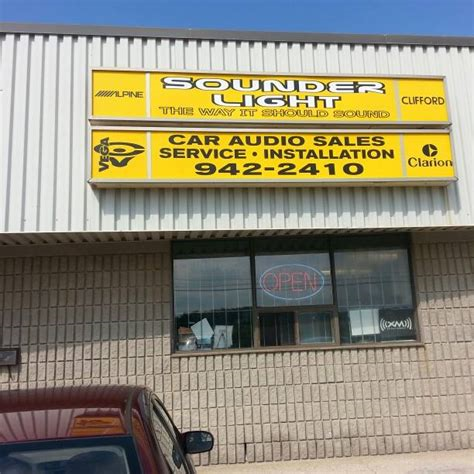 ALPINE
SOUNDER
LIGHT
THE WAY IT SHOULD SOUND
CLIFFORD
VEGA
CAR AUDIO SALES
SERVICE • INSTALLATION
942-2410
Clarion
OPEN
((XM))